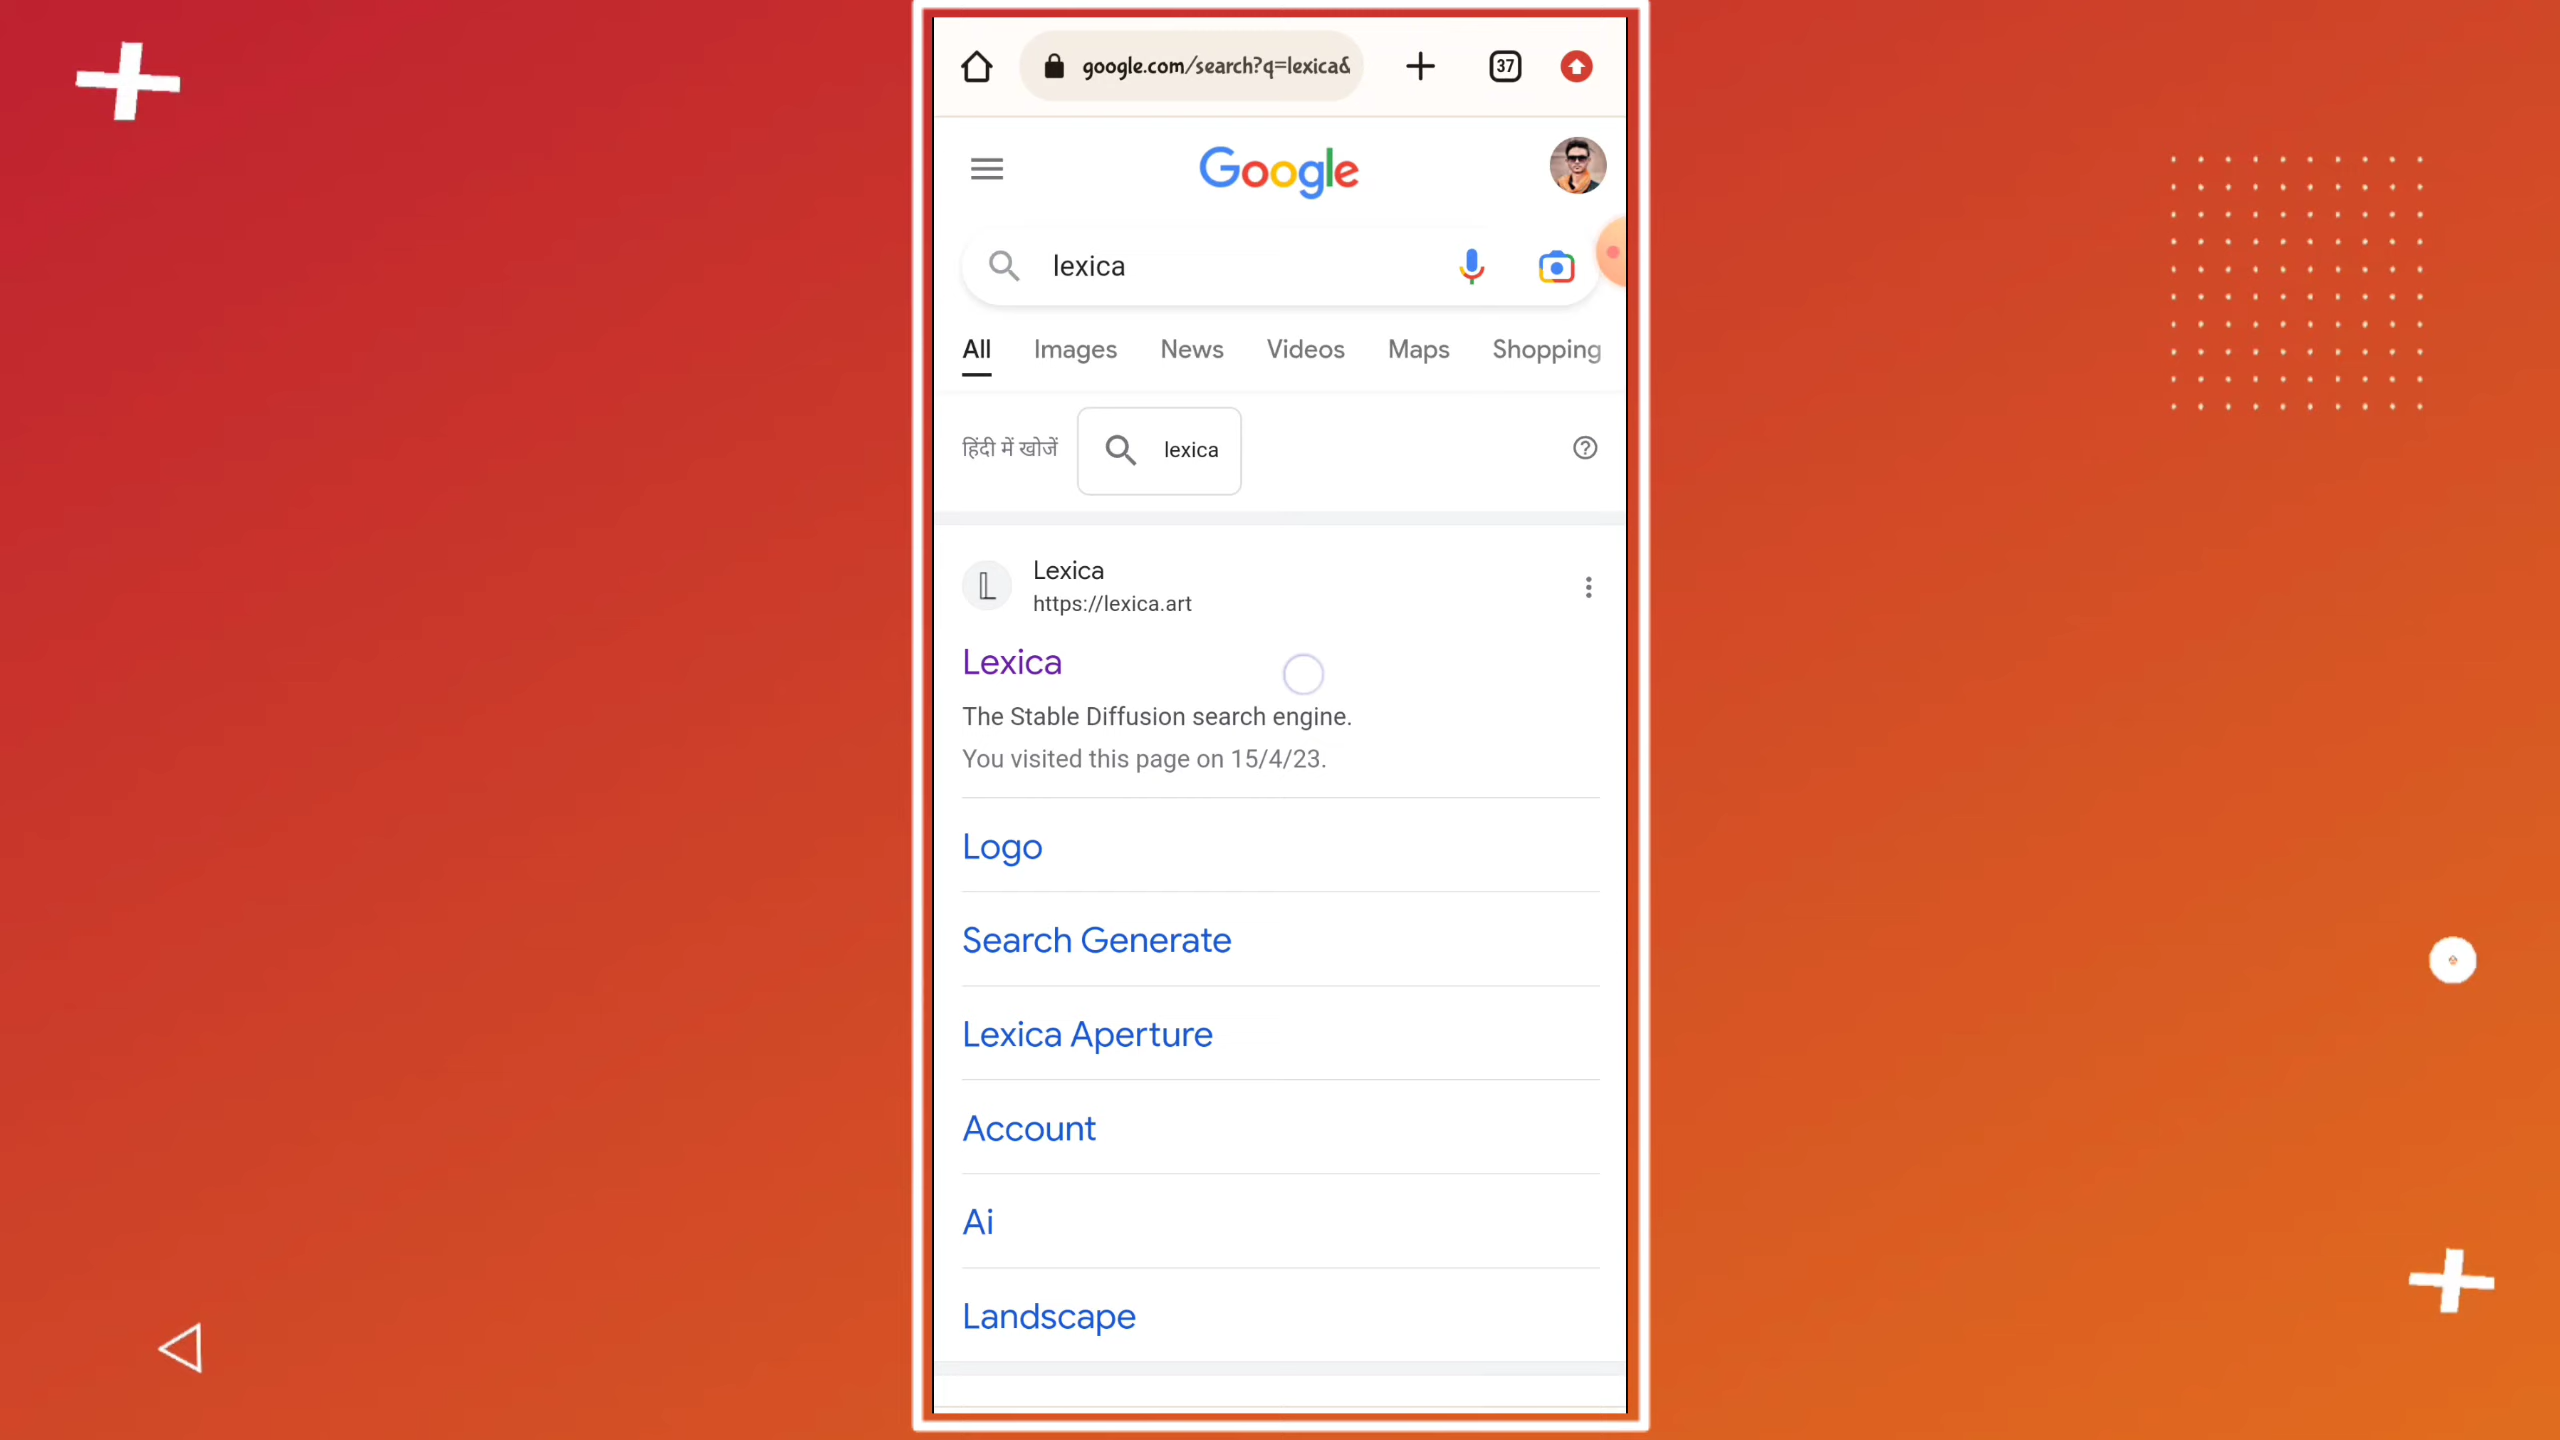 google.com/search?q=lexica&
37
Google
lexica
All Images News Videos Maps Shopping
हिंदी में खोजें lexica
Lexica
https://lexica.art
Lexica
The Stable Diffusion search engine.
You visited this page on 15/4/23.
Logo
Search Generate
Lexica Aperture
Account
Ai
Landscape